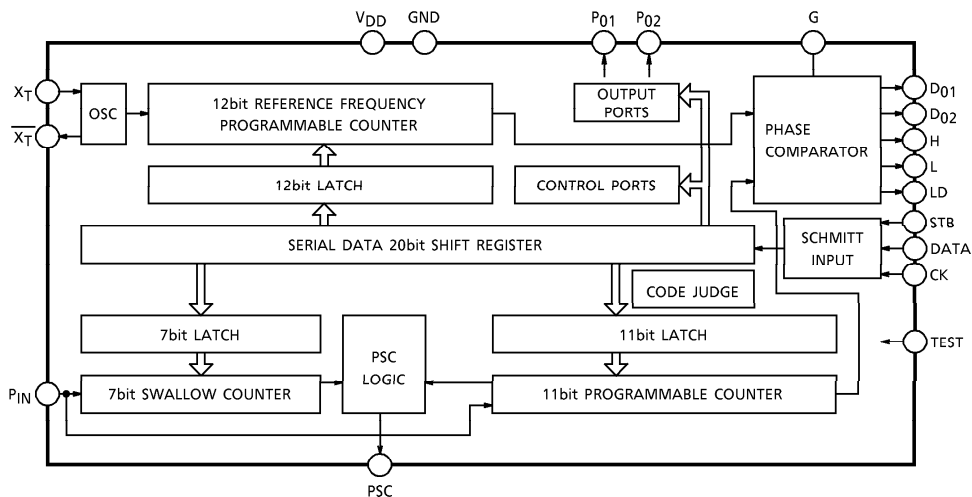 VDD GND P01 P02 G
XT
OSC
12bit REFERENCE FREQUENCY
PROGRAMMABLE COUNTER
OUTPUT
PORTS
PHASE
COMPARATOR
D01
D02
H
L
LD
XT
12bit LATCH
CONTROL PORTS
SERIAL DATA 20bit SHIFT REGISTER
SCHMITT
INPUT
STB
DATA
CK
CODE JUDGE
7bit LATCH
PSC
LOGIC
11bit LATCH
TEST
PIN
7bit SWALLOW COUNTER
11bit PROGRAMMABLE COUNTER
PSC